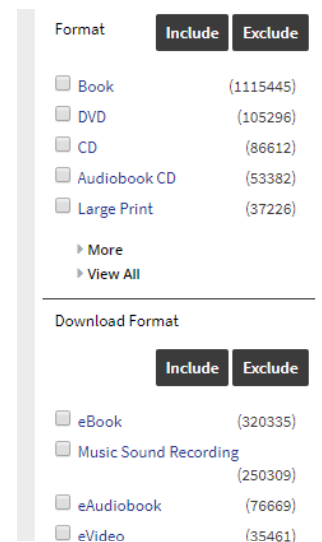 Format Include Exclude
Book (1115445)
DVD (105296)
CD (86612)
Audiobook CD (53382)
Large Print (37226)
More
View All
Download Format
Include Exclude
eBook (320335)
Music Sound Recording
(250309)
eAudiobook (76669)
eVideo (35461)